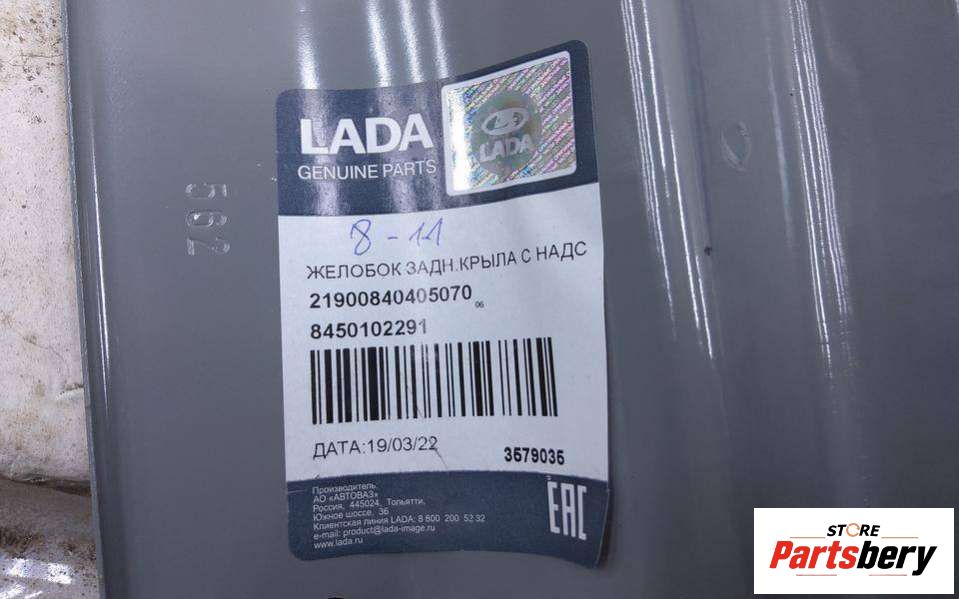 LADA
GENUINE PARTS
LADA
8-11
ЖЕЛОБОК ЗАДН.КРЫЛА С НАДС
21900840405070 06
8450102291
ДАТА:19/03/22
3579035
Производитель:
АО «АВТОВАЗ»
Россия, 445024, Тольятти,
Южное шоссе, 36
Клиентская линия LADA: 8 800 200 52 32
e-mail: product@lada-image.ru
www.lada.ru
EAC
562
STORE
Partsbery